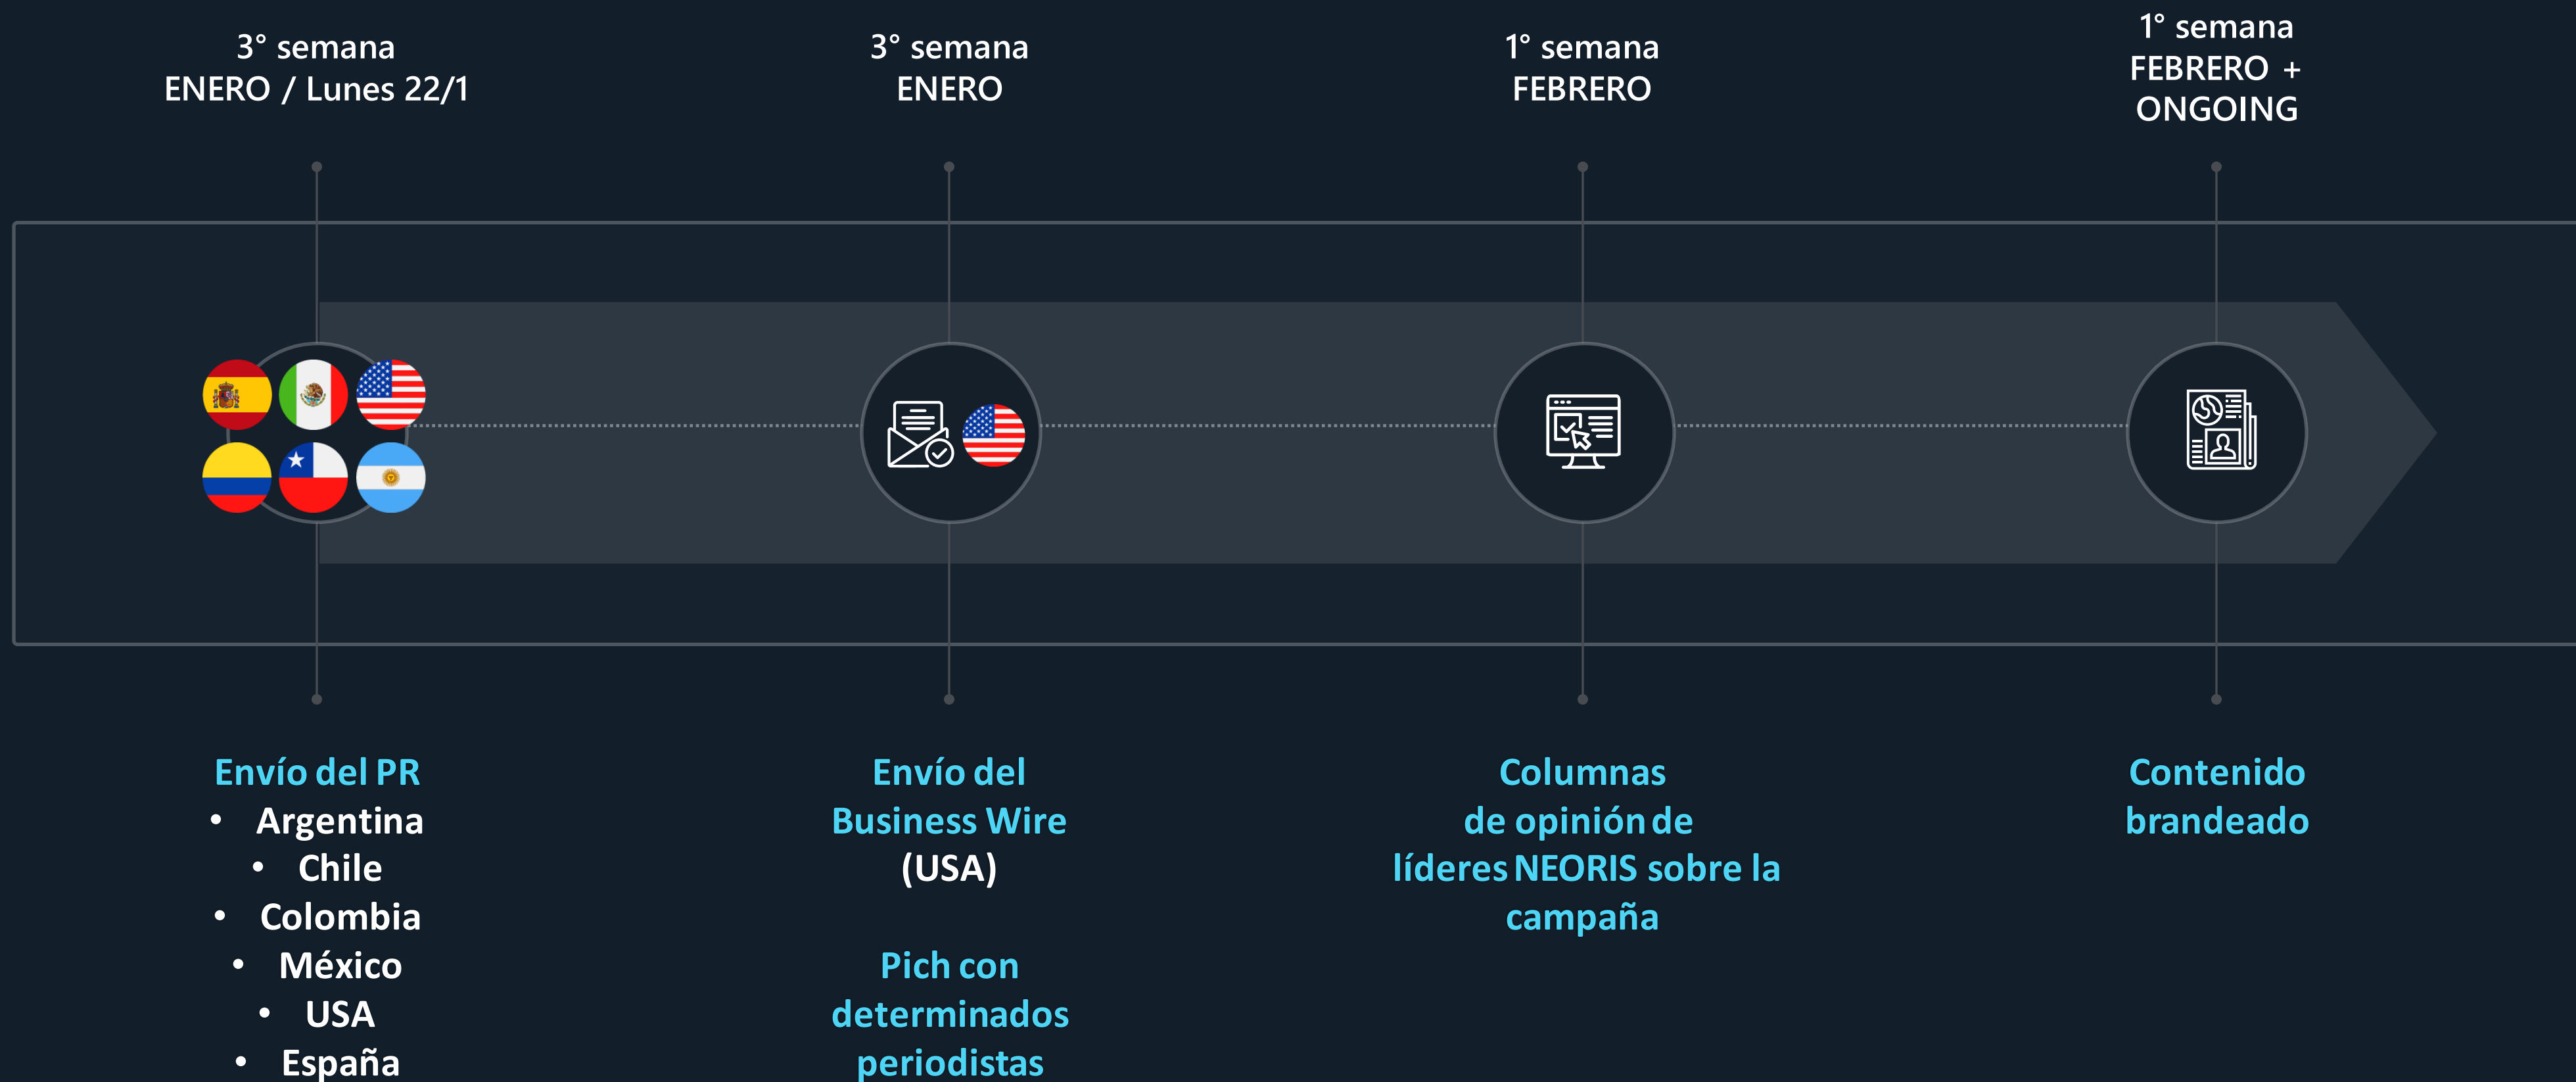 3° semana
ENERO / Lunes 22/1
3° semana
ENERO
1° semana
FEBRERO
1° semana
FEBRERO +
ONGOING
Envío del PR
• Argentina
• Chile
• Colombia
• México
• USA
• España
Envío del
Business Wire
(USA)
Pich con
determinados
periodistas
Columnas
de opinión de
líderes NEORIS sobre la
campaña
Contenido
brandeado